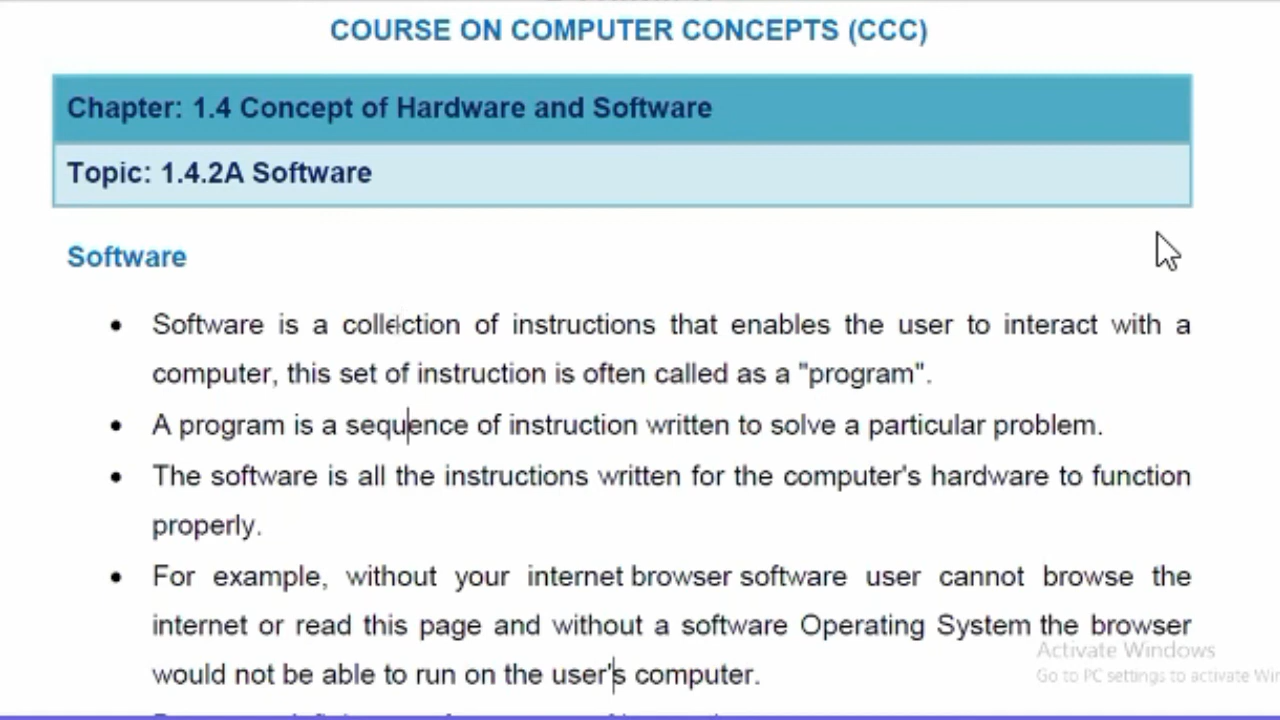 COURSE ON COMPUTER CONCEPTS (CCC)
Chapter: 1.4 Concept of Hardware and Software
Topic: 1.4.2A Software
Software
• Software is a collection of instructions that enables the user to interact with a
computer, this set of instruction is often called as a "program".
• A program is a sequence of instruction written to solve a particular problem.
• The software is all the instructions written for the computer's hardware to function
properly.
• For example, without your internet browser software user cannot browse the
internet or read this page and without a software Operating System the browser
would not be able to run on the user's computer.
Activate Windows
Go to PC settings to activate Win